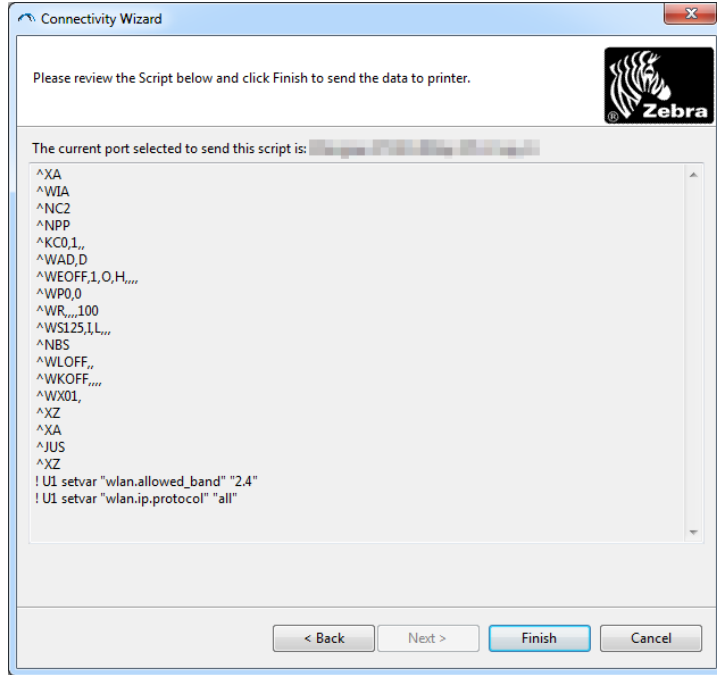 Connectivity Wizard
Please review the Script below and click Finish to send the data to printer.
® Zebra
The current port selected to send this script is:
^XA
^WIA
^NC2
^NPP
^KC0,1,,
^WAD,D
^WEOFF,1,O,H,,,,
^WP0,0
^WR,,,,100
^WS125,I,L,,,
^NBS
^WLOFF,,
^WKOFF,,,,
^WX01,
^XZ
^XA
^JUS
^XZ
! U1 setvar "wlan.allowed_band" "2.4"
! U1 setvar "wlan.ip.protocol" "all"
< Back
Next >
Finish
Cancel